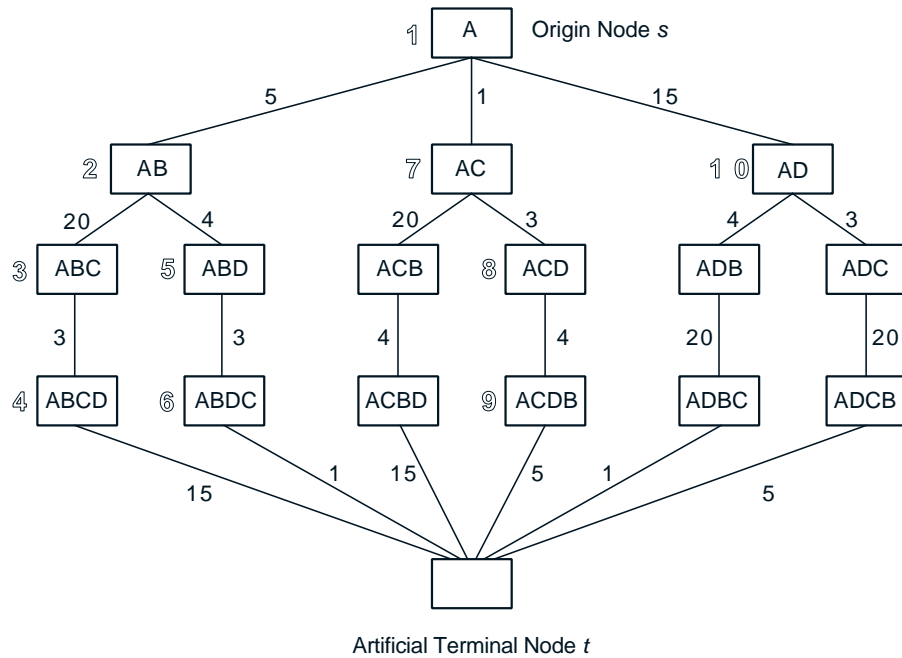 1 A Origin Node s
5 1 15
2 AB 7 AC 1 0 AD
20 4 20 3 4 3
3 ABC 5 ABD ACB 8 ACD ADB ADC
3 3 4 4 20 20
4 ABCD 6 ABDC ACBD 9 ACDB ADBC ADCB
15 1 15 5 1 5
Artificial Terminal Node t